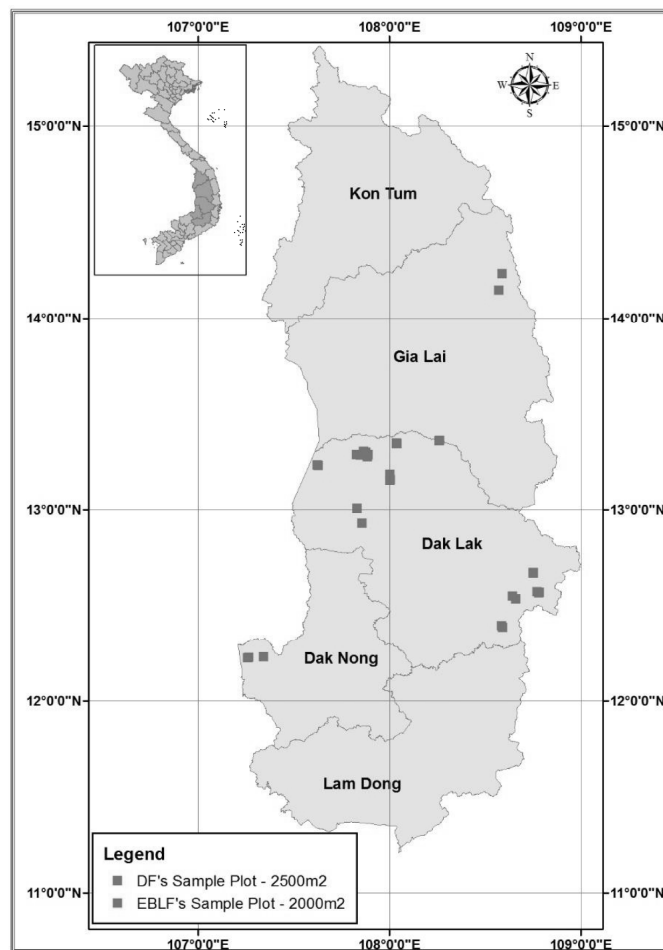 107°0'0"E 108°0'0"E 109°0'0"E
N
W E
S
15°0'0"N 15°0'0"N
Kon Tum
14°0'0"N 14°0'0"N
Gia Lai
13°0'0"N 13°0'0"N
Dak Lak
Dak Nong
12°0'0"N 12°0'0"N
Lam Dong
Legend
DF's Sample Plot - 2500m2
EBLF's Sample Plot - 2000m2
11°0'0"N 11°0'0"N
107°0'0"E 108°0'0"E 109°0'0"E